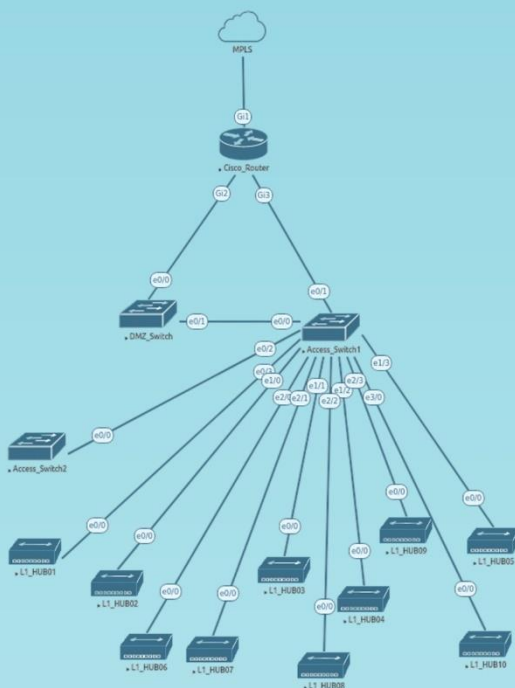 MPLS
Gi1
Cisco_Router
Gi2
Gi3
e0/0
e0/1
DMZ_Switch
e0/1
e0/0
Access_Switch1
e0/2
e1/3
e1/0
e2/1
e1/1
e2/2
e1/2
e2/3
e3/0
e0/0
Access_Switch2
e0/0
e0/0
e0/0
e0/0
e0/0
e0/0
L1_HUB01
L1_HUB02
L1_HUB03
L1_HUB04
L1_HUB09
L1_HUB05
e0/0
e0/0
e0/0
e0/0
L1_HUB06
L1_HUB07
L1_HUB08
L1_HUB10